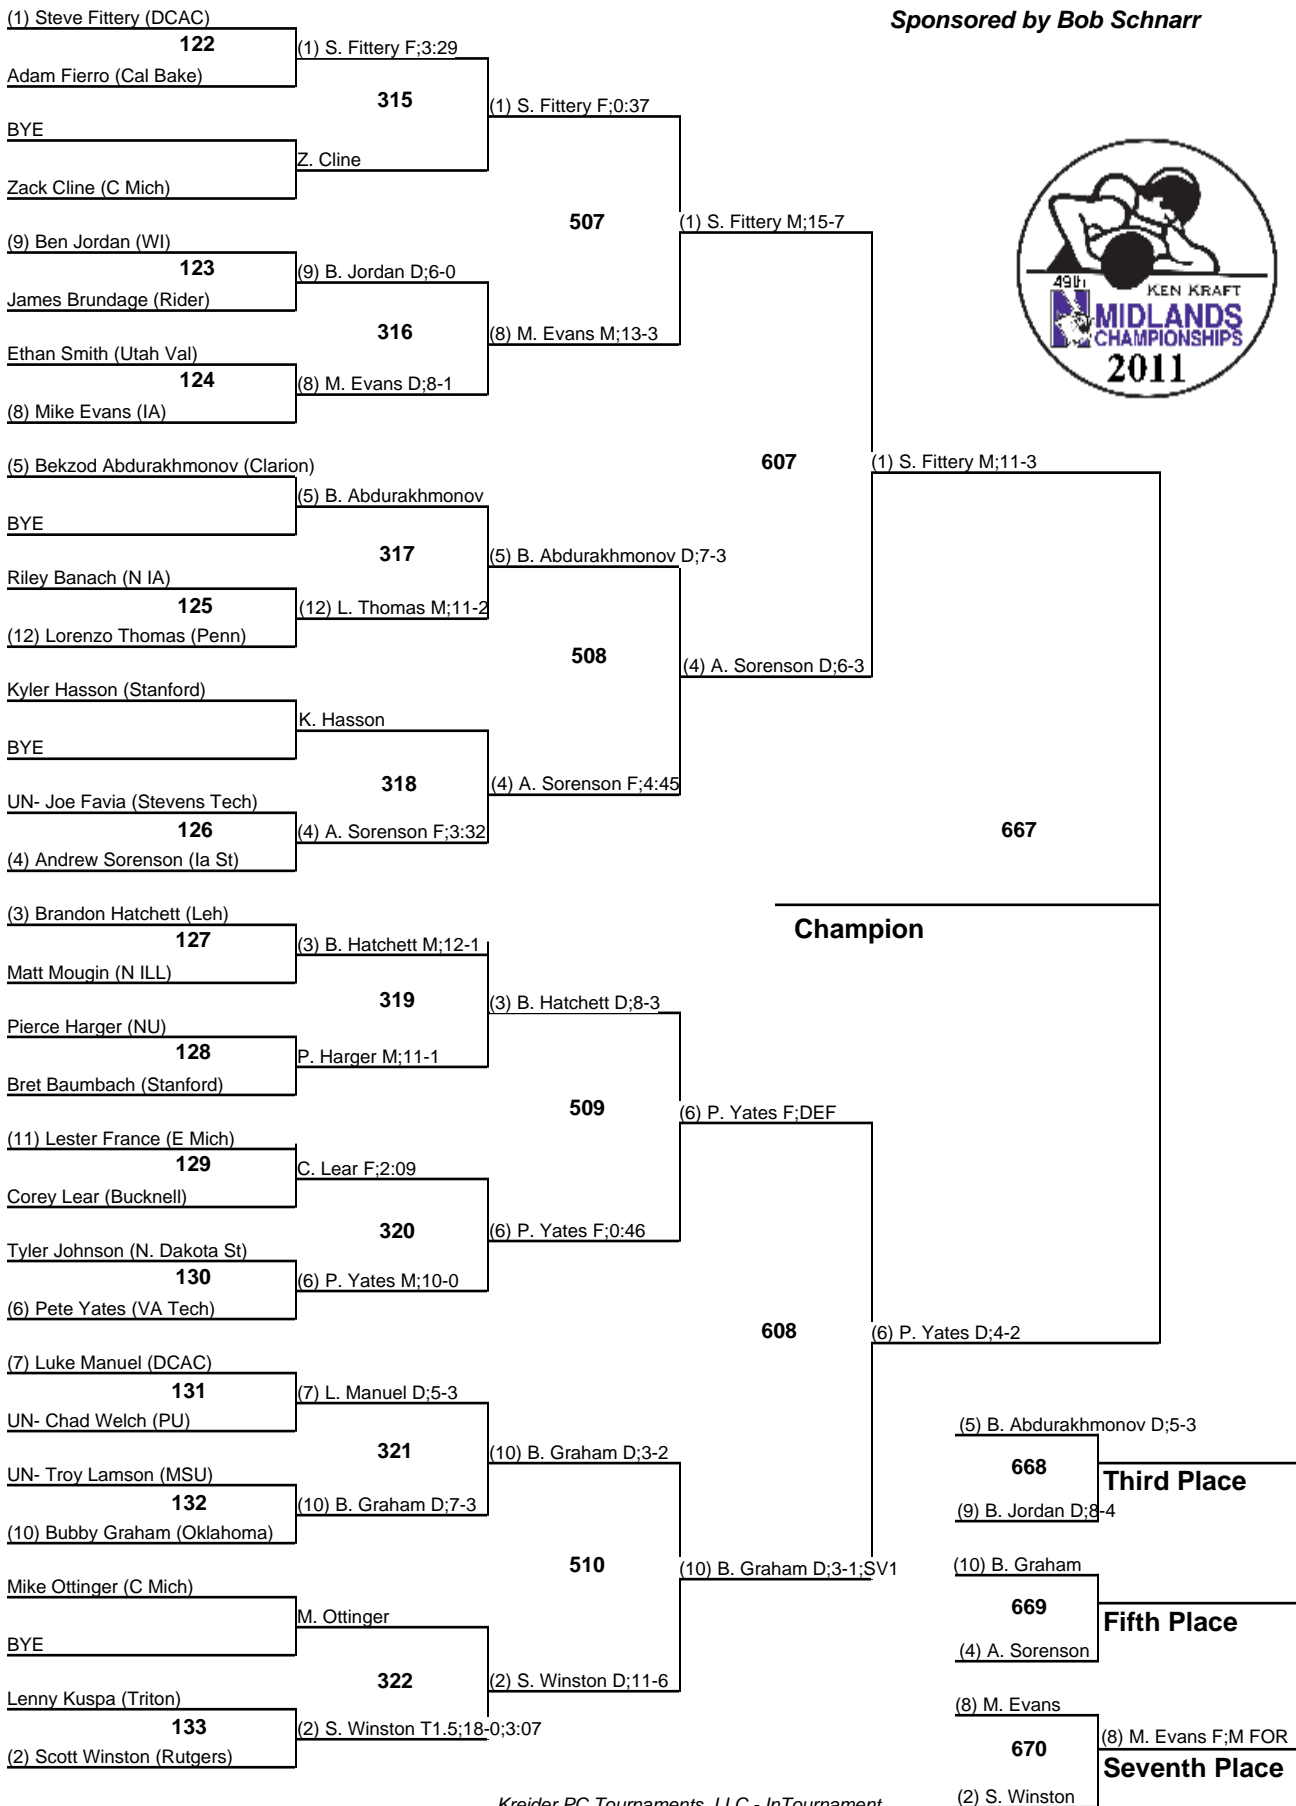 (1) Steve Fittery (DCAC)
Sponsored by Bob Schnarr
122
(1) S. Fittery F;3:29
Adam Fierro (Cal Bake)
315
(1) S. Fittery F;0:37
BYE
Z. Cline
Zack Cline (C Mich)
507
(1) S. Fittery M;15-7
(9) Ben Jordan (WI)
123
(9) B. Jordan D;6-0
James Brundage (Rider)
316
(8) M. Evans M;13-3
Ethan Smith (Utah Val)
124
(8) M. Evans D;8-1
(8) Mike Evans (IA)
49th
KEN KRAFT
MIDLANDS
CHAMPIONSHIPS
2011
607
(1) S. Fittery M;11-3
(5) Bekzod Abdurakhmonov (Clarion)
(5) B. Abdurakhmonov
BYE
317
(5) B. Abdurakhmonov D;7-3
Riley Banach (N IA)
125
(12) L. Thomas M;11-2
(12) Lorenzo Thomas (Penn)
508
(4) A. Sorenson D;6-3
Kyler Hasson (Stanford)
K. Hasson
BYE
318
(4) A. Sorenson F;4:45
UN- Joe Favia (Stevens Tech)
126
(4) A. Sorenson F;3:32
667
(4) Andrew Sorenson (Ia St)
(3) Brandon Hatchett (Leh)
Champion
127
(3) B. Hatchett M;12-1
Matt Mougin (N ILL)
319
(3) B. Hatchett D;8-3
Pierce Harger (NU)
128
P. Harger M;11-1
Bret Baumbach (Stanford)
509
(6) P. Yates F;DEF
(11) Lester France (E Mich)
129
C. Lear F;2:09
Corey Lear (Bucknell)
320
(6) P. Yates F;0:46
Tyler Johnson (N. Dakota St)
130
(6) P. Yates M;10-0
(6) Pete Yates (VA Tech)
608
(6) P. Yates D;4-2
(7) Luke Manuel (DCAC)
131
(7) L. Manuel D;5-3
UN- Chad Welch (PU)
321
(10) B. Graham D;3-2
UN- Troy Lamson (MSU)
132
(10) B. Graham D;7-3
(10) Bubby Graham (Oklahoma)
510
(10) B. Graham D;3-1;SV1
Mike Ottinger (C Mich)
M. Ottinger
BYE
322
(2) S. Winston D;11-6
Lenny Kuspa (Triton)
133
(2) S. Winston T1.5;18-0;3:07
(2) Scott Winston (Rutgers)
(5) B. Abdurakhmonov D;5-3
668
Third Place
(9) B. Jordan D;8-4
(10) B. Graham
669
Fifth Place
(4) A. Sorenson
(8) M. Evans
670
(8) M. Evans F;M FOR
Seventh Place
(2) S. Winston
Kreider PC Tournaments, LLC - InTournament